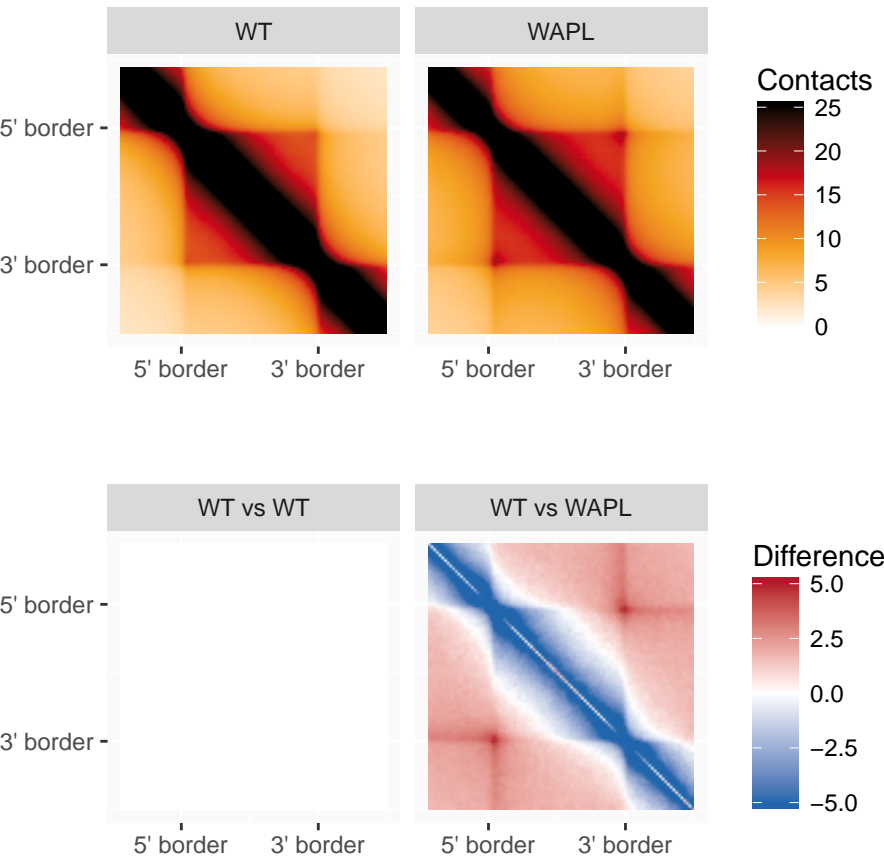 WT WAPL
Contacts
25
20
15
10
5
0
5' border
3' border
5' border 3' border 5' border 3' border
WT vs WT WT vs WAPL
Difference
5.0
2.5
0.0
−2.5
−5.0
5' border
3' border
5' border 3' border 5' border 3' border